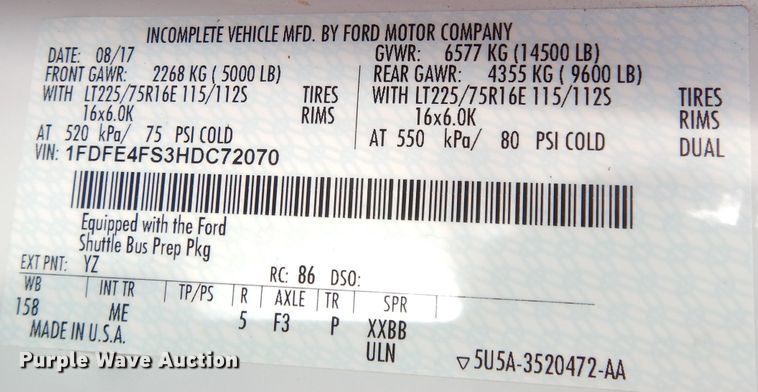 INCOMPLETE VEHICLE MFD. BY FORD MOTOR COMPANY
DATE: 08/17 GVWR: 6577 KG (14500 LB)
FRONT GAWR: 2268 KG ( 5000 LB) REAR GAWR: 4355 KG ( 9600 LB)
WITH LT225/75R16E 115/112S TIRES WITH LT225/75R16E 115/112S TIRES
16x6.0K RIMS 16x6.0K RIMS
AT 520 kPa/ 75 PSI COLD AT 550 kPa/ 80 PSI COLD DUAL
VIN: 1FDFE4FS3HDC72070
Equipped with the Ford
Shuttle Bus Prep Pkg
EXT PNT: YZ RC: 86 DSO:
WB INT TR TP/PS R AXLE TR SPR
158 ME 5 F3 P XXBB
MADE IN U.S.A. ULN ▽5U5A-3520472-AA
Purple Wave Auction